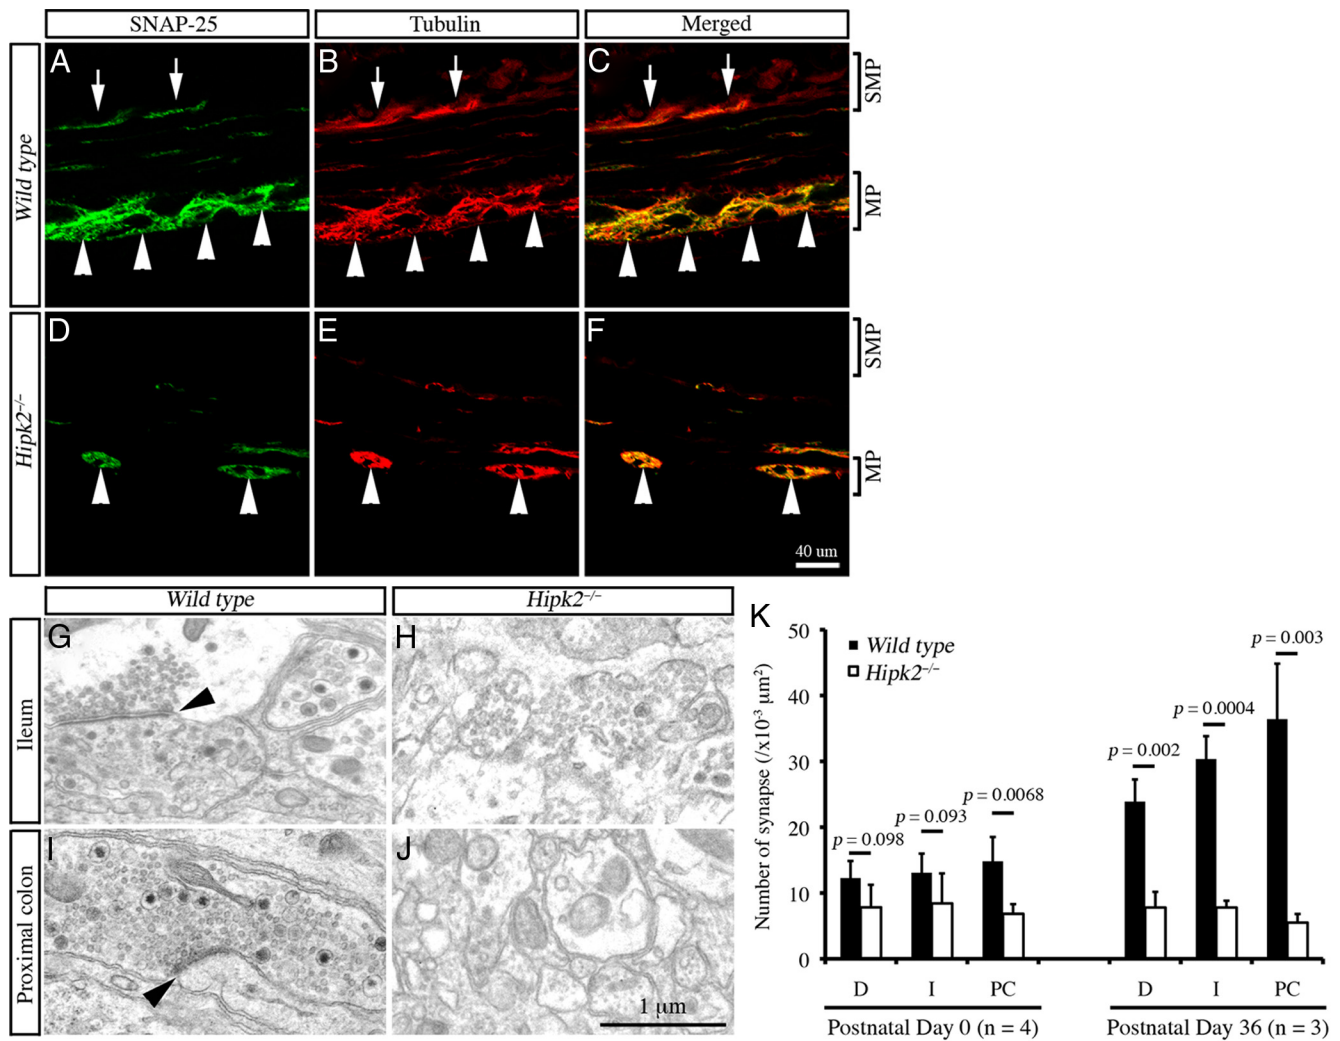 SNAP-25 Tubulin Merged
Wild type
A B C
SMP
MP
Hipk2⁻/⁻
D E F
SMP
MP
40 um
Wild type Hipk2⁻/⁻
Ileum
G H
Proximal colon
I J
1 μm
K
Number of synapse (/x10⁻³ μm²)
50
40
30
20
10
0
Wild type
Hipk2⁻/⁻
p = 0.098
p = 0.093
p = 0.0068
p = 0.002
p = 0.0004
p = 0.003
D I PC D I PC
Postnatal Day 0 (n = 4) Postnatal Day 36 (n = 3)